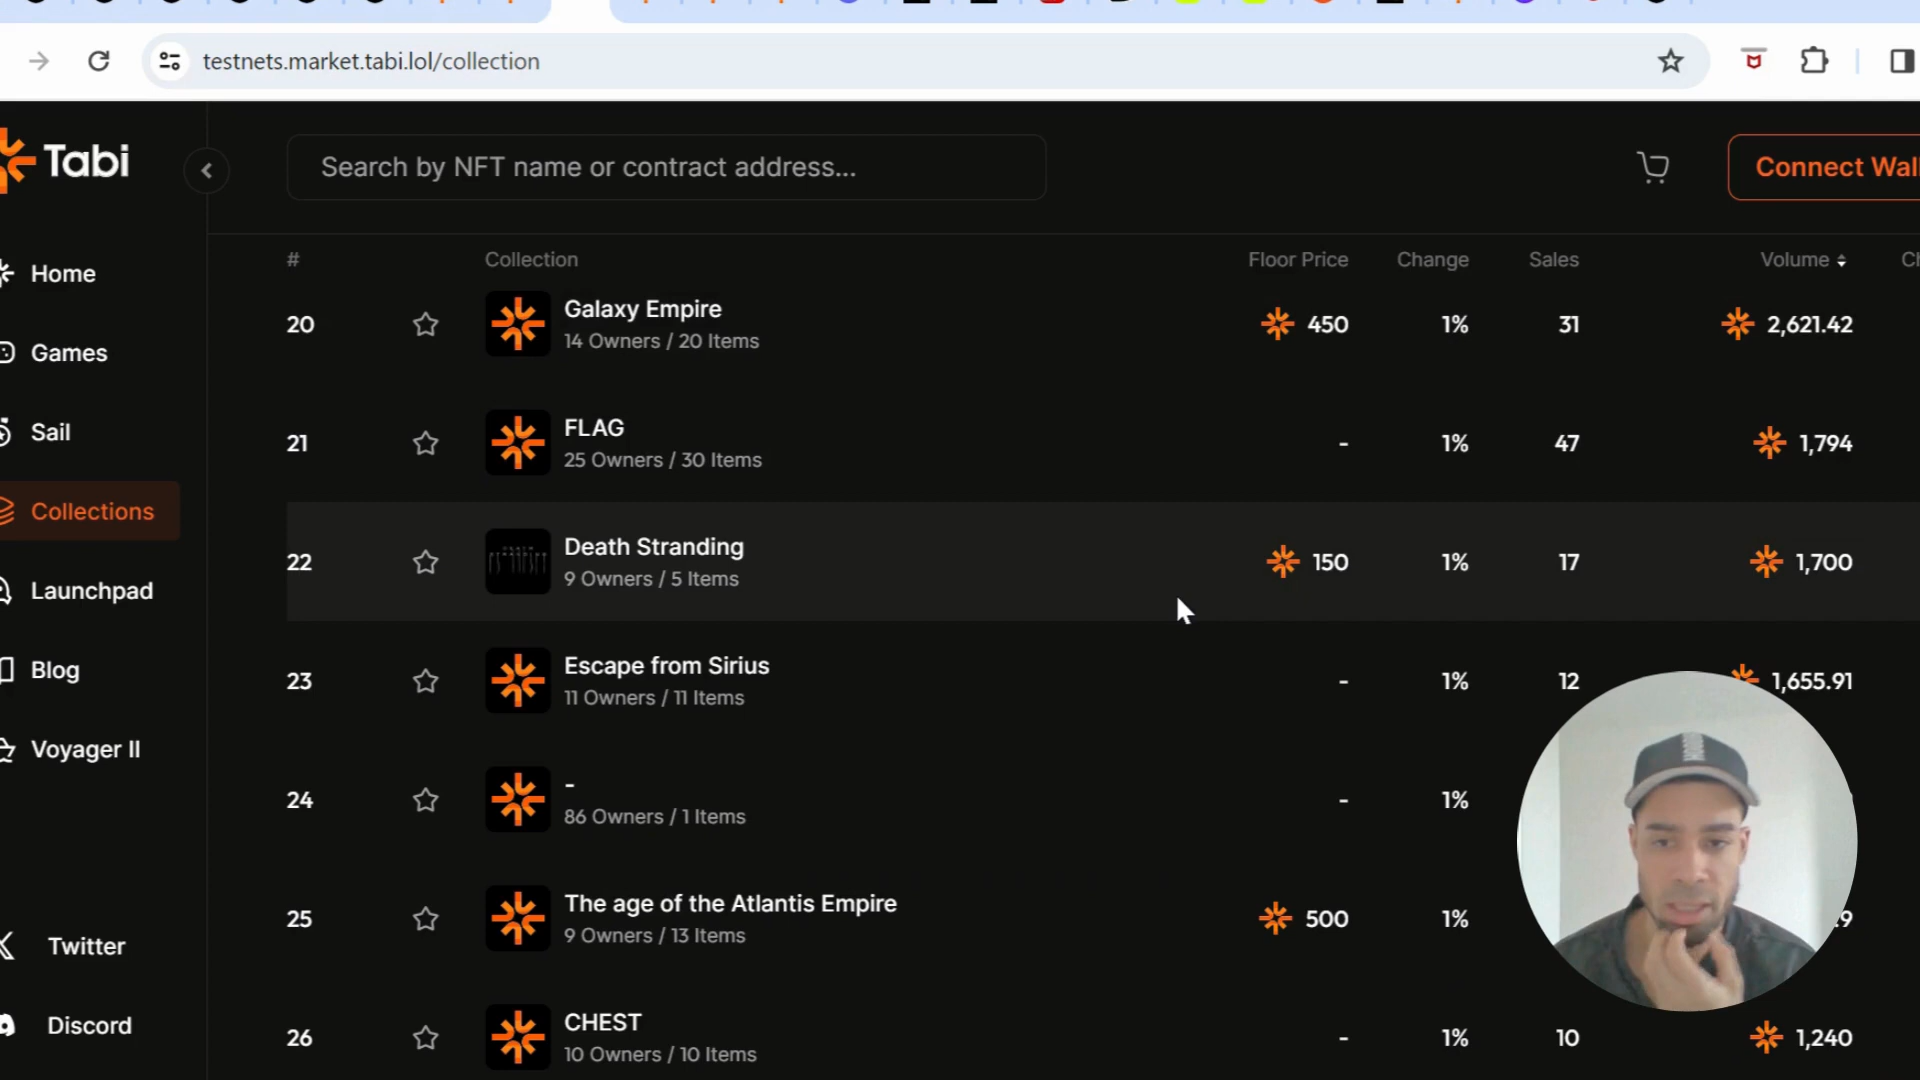 testnets.market.tabi.lol/collection
Tabi
Search by NFT name or contract address...
Connect
Home
Games
Sail
Collections
Launchpad
Blog
Voyager II
Twitter
Discord
# Collection Floor Price Change Sales Volume
20 Galaxy Empire 450 1% 31 2,621.42
14 Owners / 20 Items
21 FLAG - 1% 47 1,794
25 Owners / 30 Items
22 Death Stranding 150 1% 17 1,700
9 Owners / 5 Items
23 Escape from Sirius - 1% 12 1,655.91
11 Owners / 11 Items
24 - - 1%
86 Owners / 1 Items
25 The age of the Atlantis Empire 500 1%
9 Owners / 13 Items
26 CHEST - 1% 10 1,240
10 Owners / 10 Items